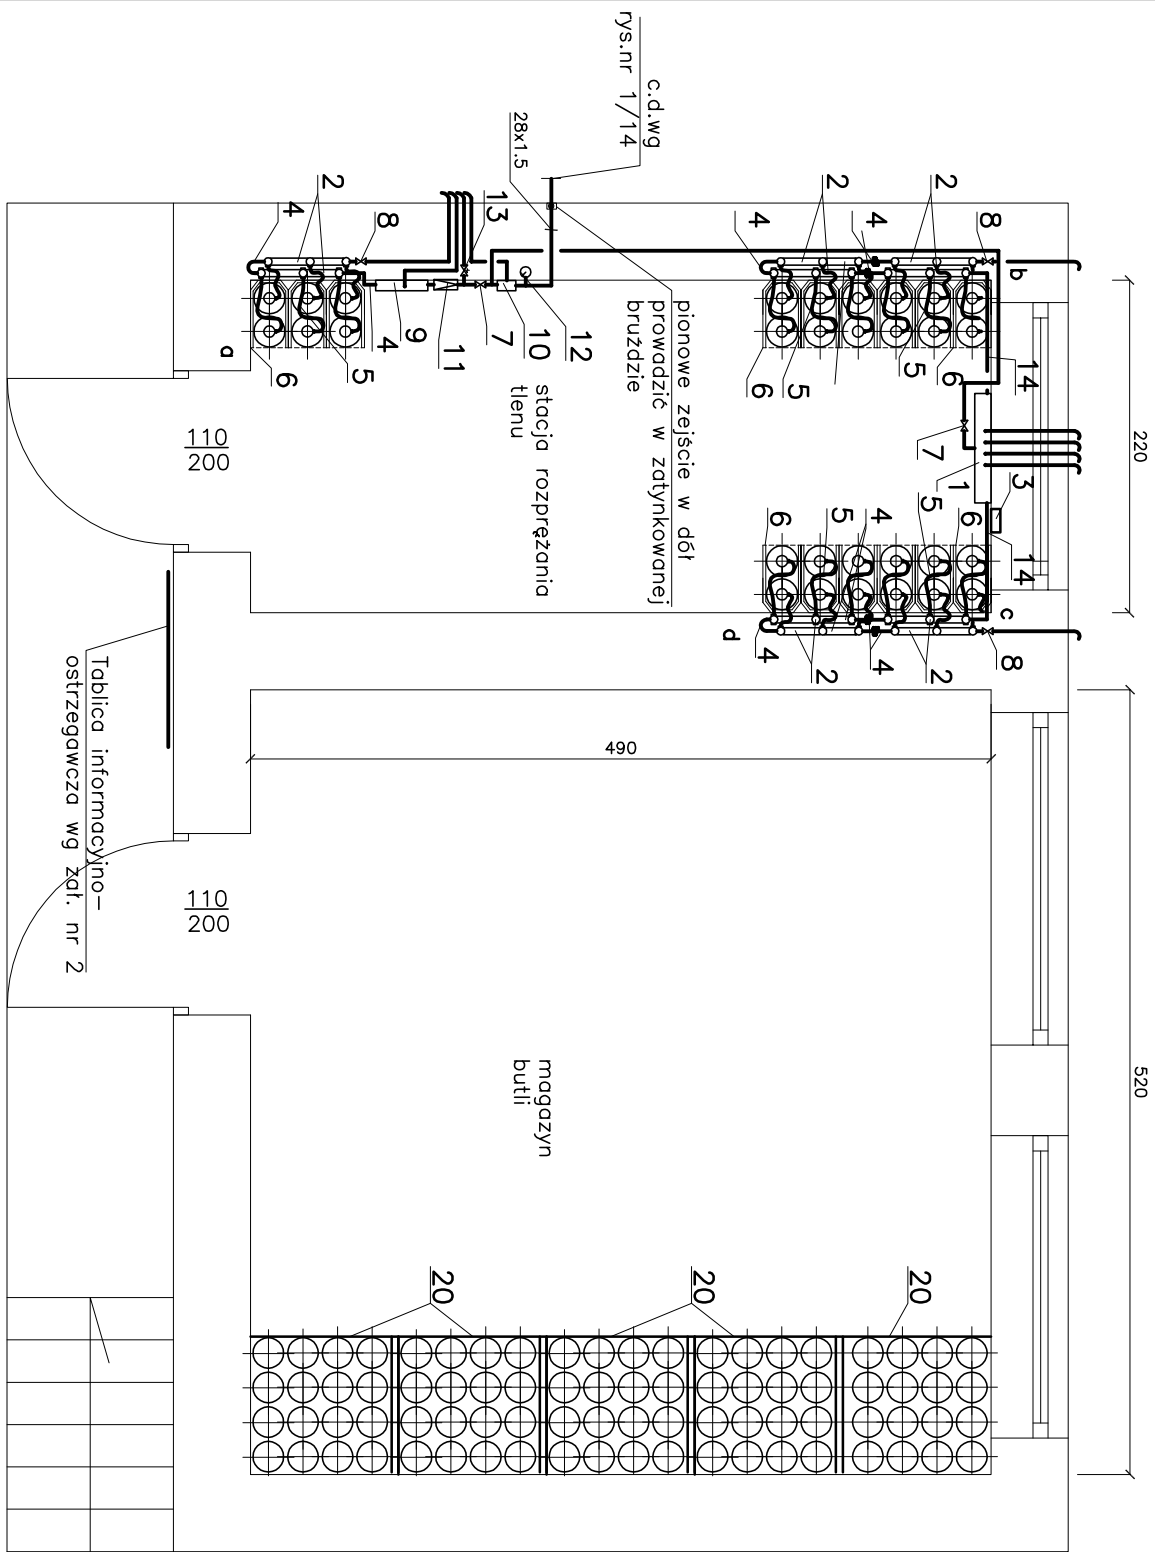 c.d.wg
rys.nr 1/14
28x1.5
2
4
8
13
2
4
4
2
8
b
a
6
5
4
9
11
7
10
12
6
5
5
6
14
220
7
1
3
5
14
pionowe zejście w dół
prowadzić w zatynkowanej
bruździe
stacja rozprężania
tlenu
110
200
6
5
4
6
c
d
4
2
4
2
8
490
Tablica informacyjno–
ostrzegawcza wg zał. nr 2
110
200
520
magazyn
butli
20
20
20